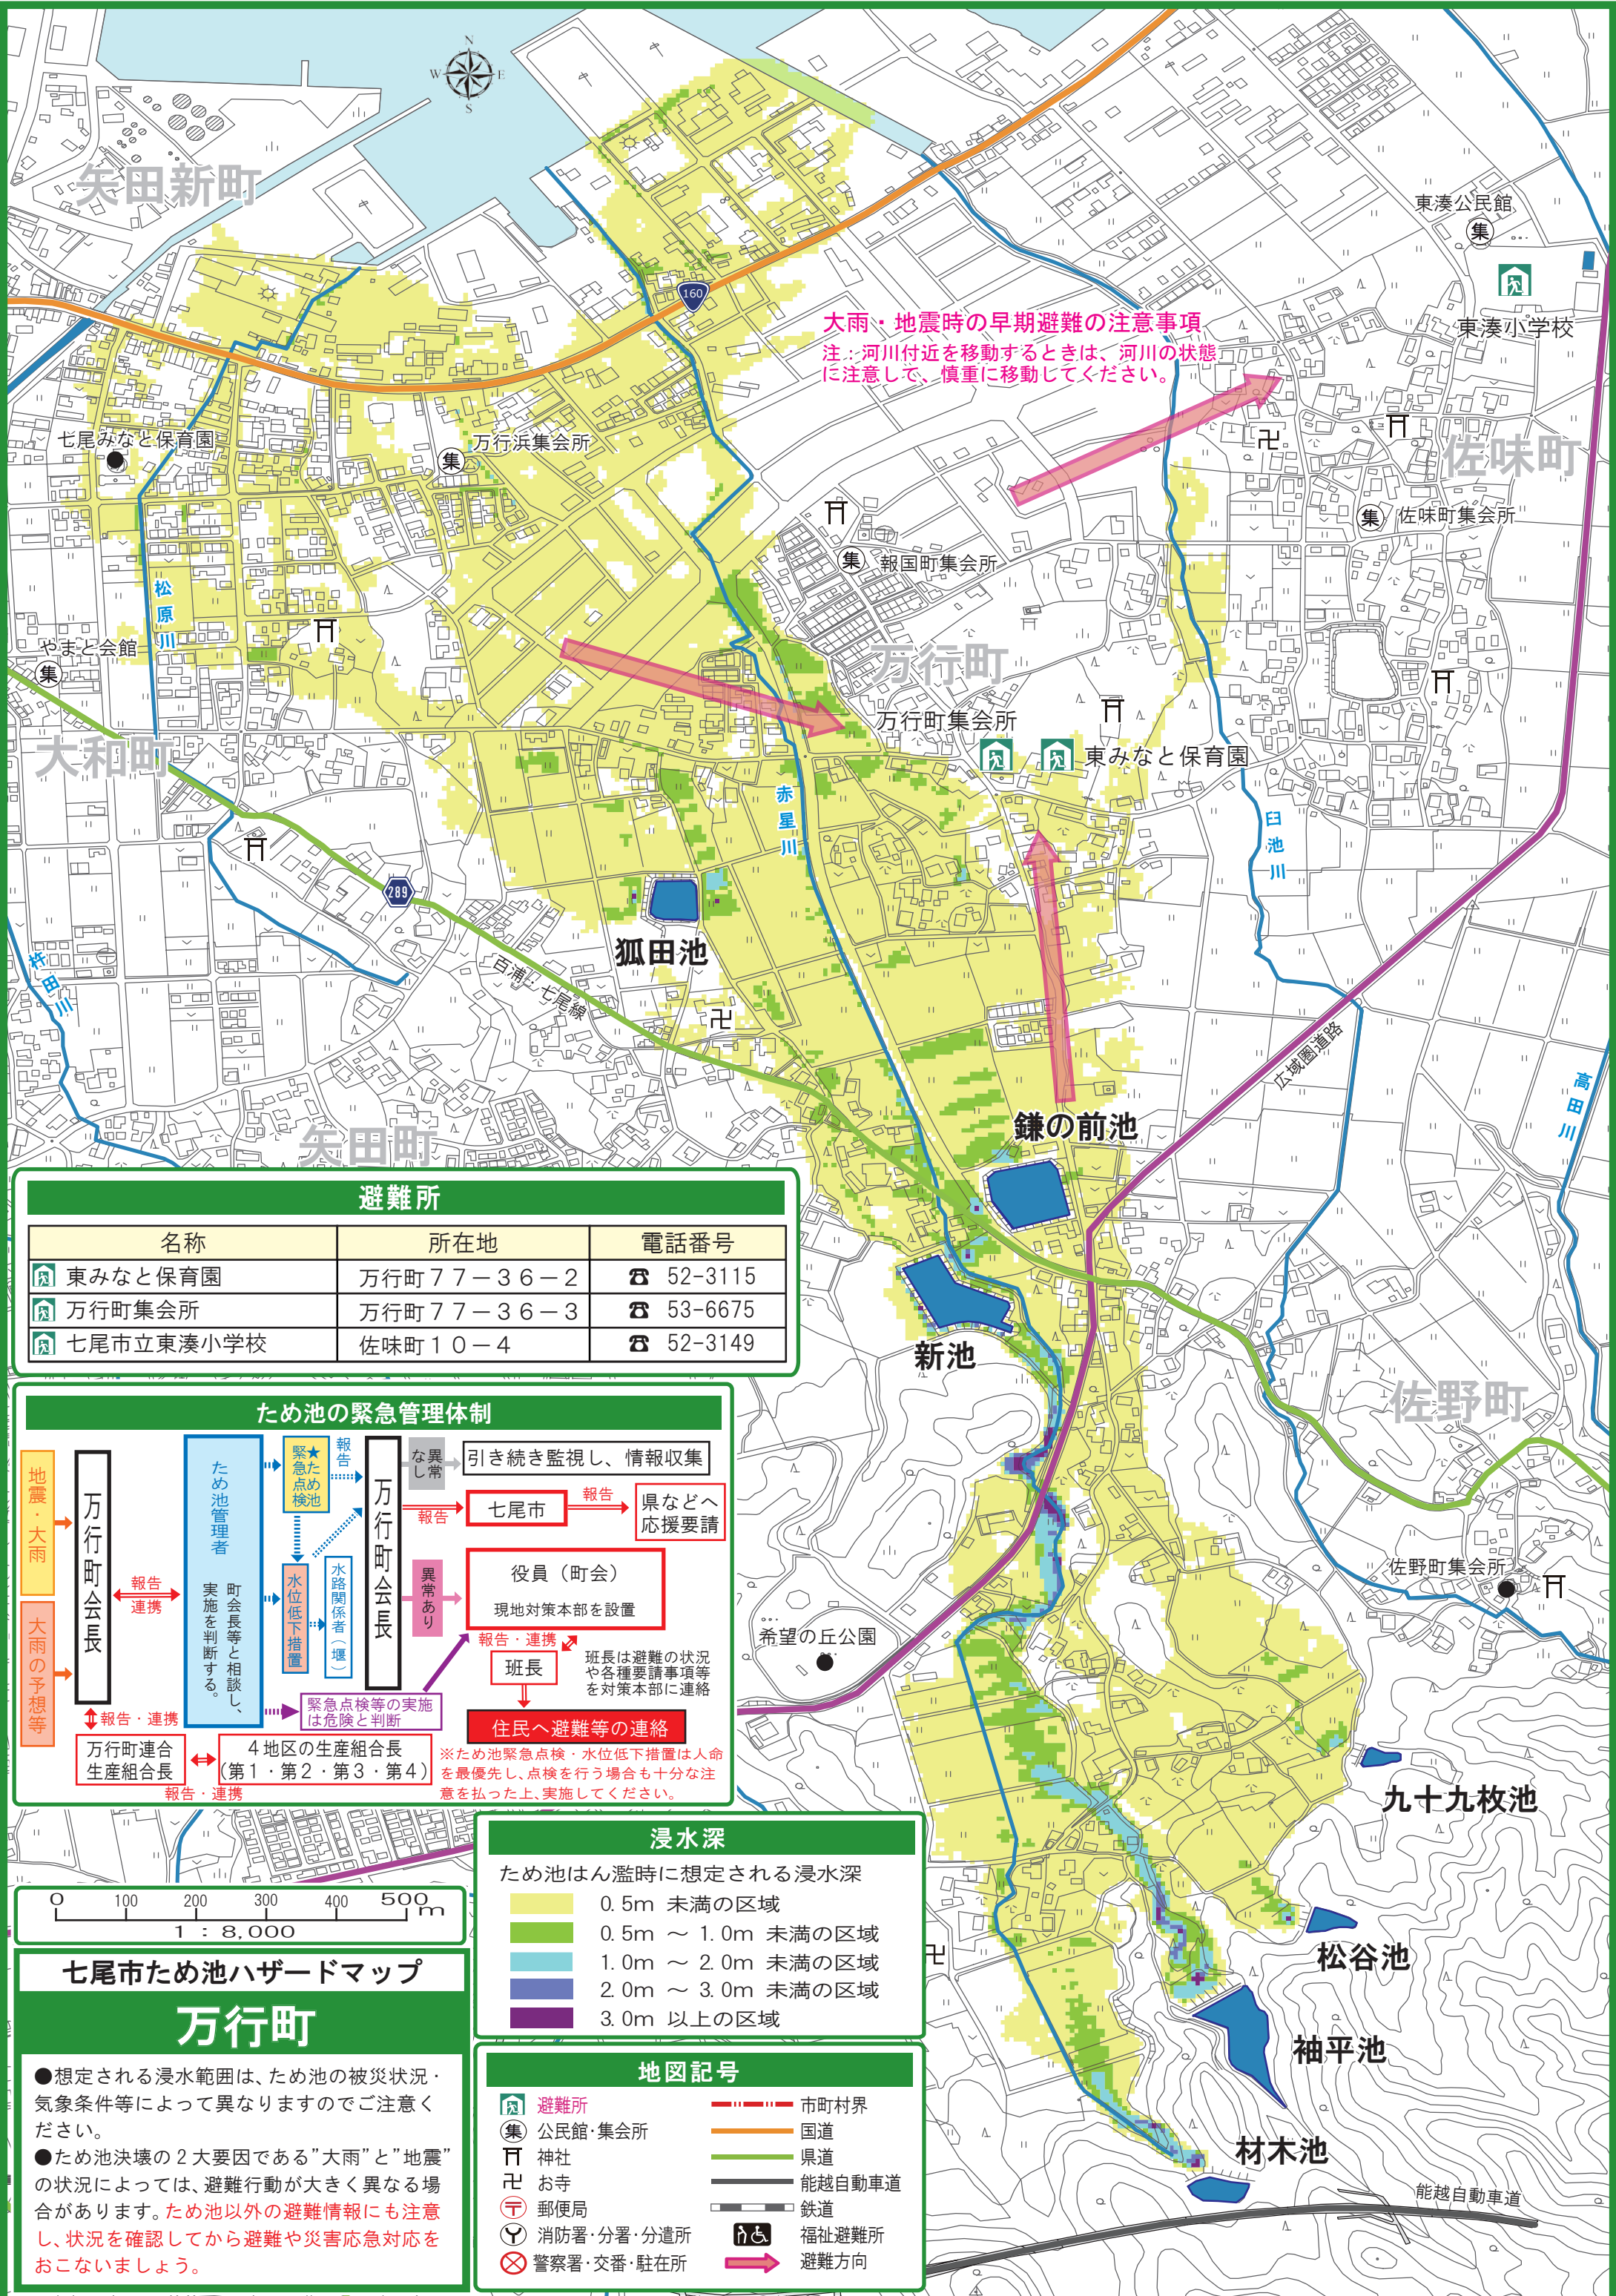 N
W E
S
矢田新町
東湊公民館
集
160
大雨・地震時の早期避難の注意事項
注：河川付近を移動するときは、河川の状態
に注意して、慎重に移動してください。
東湊小学校
七尾みなと保育園
集 万行浜集会所
佐味町
集 佐味町集会所
集 報国町集会所
松原川
やまと会館
集
万行町
万行町集会所
東みなと保育園
大和町
赤星川
臼池川
289
狐田池
杵田川
百浦・七尾線
広域圏道路
高田川
鎌の前池
矢田町
避難所
名称 所在地 電話番号
東みなと保育園 万行町７７－３６－２ ☎ 52-3115
万行町集会所 万行町７７－３６－３ ☎ 53-6675
七尾市立東湊小学校 佐味町１０－４ ☎ 52-3149
新池
佐野町
ため池の緊急管理体制
地震・大雨
大雨の予想等
万行町会長
報告
連携
ため池管理者
町会長等と相談し、
実施を判断する。
★ため池
緊急点検
報告
水位低下措置
水路関係者（堰）
万行町会長
異常
なし
引き続き監視し、情報収集
報告
七尾市
報告
県などへ
応援要請
異常あり
役員（町会）
現地対策本部を設置
報告・連携
班長
班長は避難の状況
や各種要請事項等
を対策本部に連絡
住民へ避難等の連絡
緊急点検等の実施
は危険と判断
報告・連携
万行町連合
生産組合長
４地区の生産組合長
(第１・第２・第３・第４)
報告・連携
※ため池緊急点検・水位低下措置は人命
を最優先し、点検を行う場合も十分な注
意を払った上、実施してください。
佐野町集会所
希望の丘公園
九十九枚池
浸水深
ため池はん濫時に想定される浸水深
0.5m 未満の区域
0.5m ～ 1.0m 未満の区域
1.0m ～ 2.0m 未満の区域
2.0m ～ 3.0m 未満の区域
3.0m 以上の区域
0 100 200 300 400 500
m
1 : 8,000
松谷池
七尾市ため池ハザードマップ
万行町
●想定される浸水範囲は、ため池の被災状況・
気象条件等によって異なりますのでご注意く
ださい。
●ため池決壊の２大要因である”大雨”と”地震”
の状況によっては、避難行動が大きく異なる場
合があります。ため池以外の避難情報にも注意
し、状況を確認してから避難や災害応急対応を
おこないましょう。
袖平池
地図記号
避難所
集 公民館・集会所
神社
卍 お寺
郵便局
消防署・分署・分遣所
警察署・交番・駐在所
市町村界
国道
県道
能越自動車道
鉄道
福祉避難所
避難方向
材木池
能越自動車道